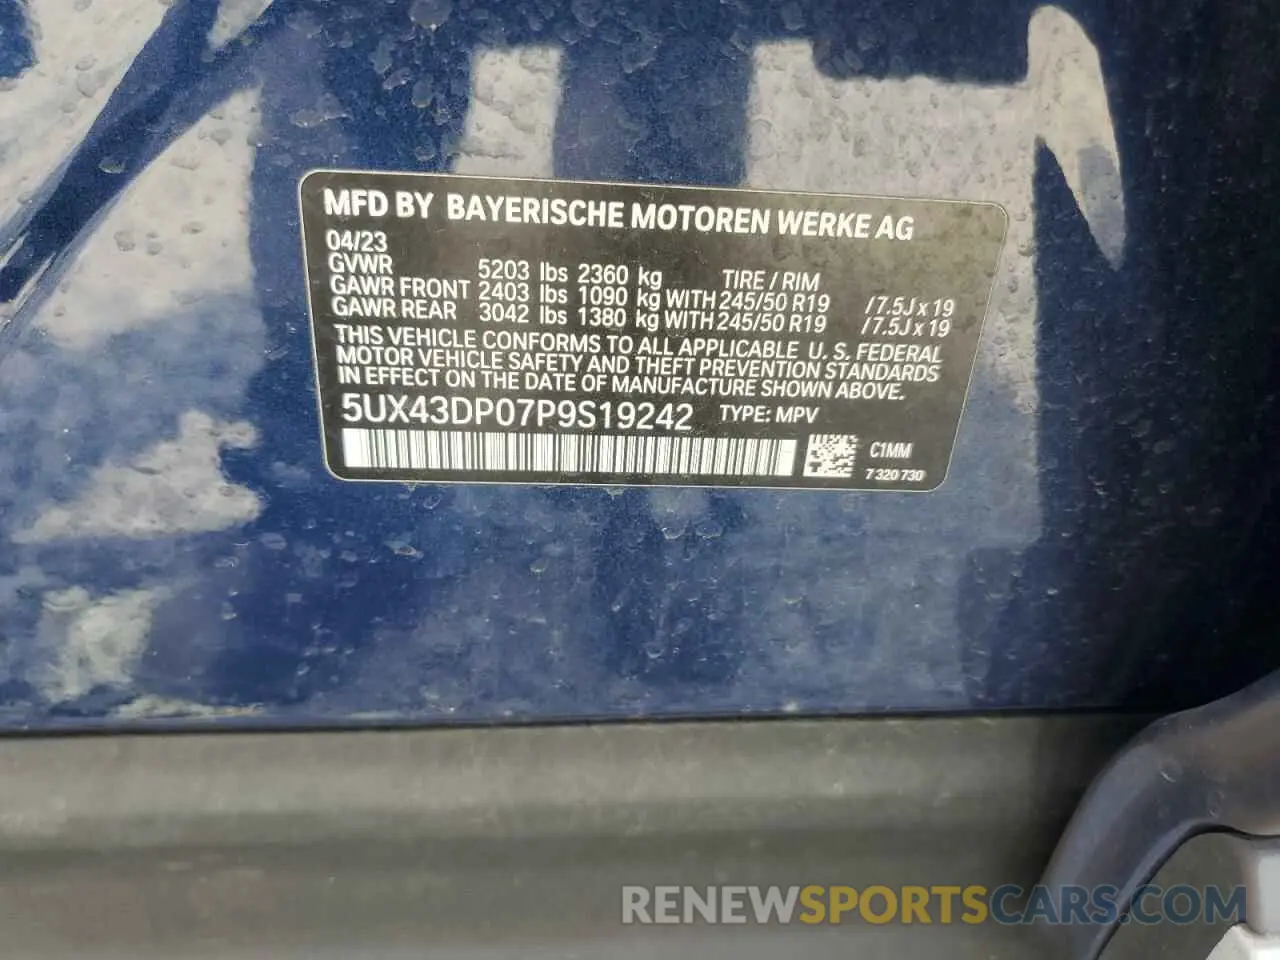 MFD BY BAYERISCHE MOTOREN WERKE AG
04/23
GVWR 5203 lbs 2360 kg TIRE / RIM
GAWR FRONT 2403 lbs 1090 kg WITH 245/50 R19 /7.5J x 19
GAWR REAR 3042 lbs 1380 kg WITH 245/50 R19 /7.5J x 19
THIS VEHICLE CONFORMS TO ALL APPLICABLE U. S. FEDERAL
MOTOR VEHICLE SAFETY AND THEFT PREVENTION STANDARDS
IN EFFECT ON THE DATE OF MANUFACTURE SHOWN ABOVE.
5UX43DP07P9S19242 TYPE: MPV
C1MM
7 320 730
RENEWSPORTSCARS.COM